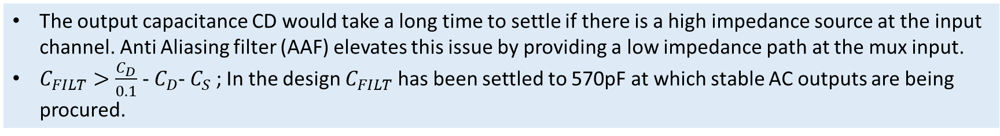 • The output capacitance CD would take a long time to settle if there is a high impedance source at the input
channel. Anti Aliasing filter (AAF) elevates this issue by providing a low impedance path at the mux input.
• $C_{FILT} > \frac{C_D}{0.1}$ - $C_D$- $C_S$ ; In the design $C_{FILT}$ has been settled to 570pF at which stable AC outputs are being
procured.